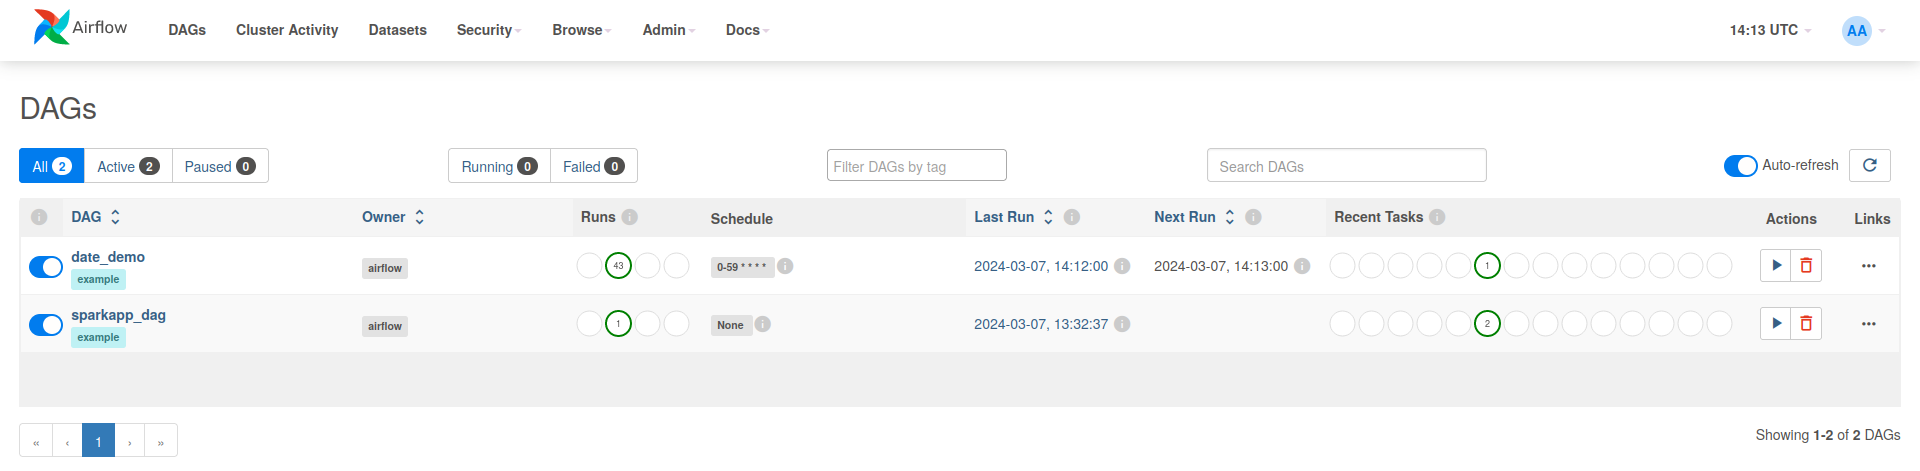 Airflow DAGs Cluster Activity Datasets Security Browse Admin Docs 14:13 UTC AA
DAGs
All 2 Active 2 Paused 0 Running 0 Failed 0 Filter DAGs by tag Search DAGs Auto-refresh
i DAG Owner Runs i Schedule Last Run i Next Run i Recent Tasks i Actions Links
date_demo airflow 43 0-59 * * * * i 2024-03-07, 14:12:00 i 2024-03-07, 14:13:00 i 1 •••
example
sparkapp_dag airflow 1 None i 2024-03-07, 13:32:37 i 2 •••
example
« ‹ 1 › » Showing 1-2 of 2 DAGs